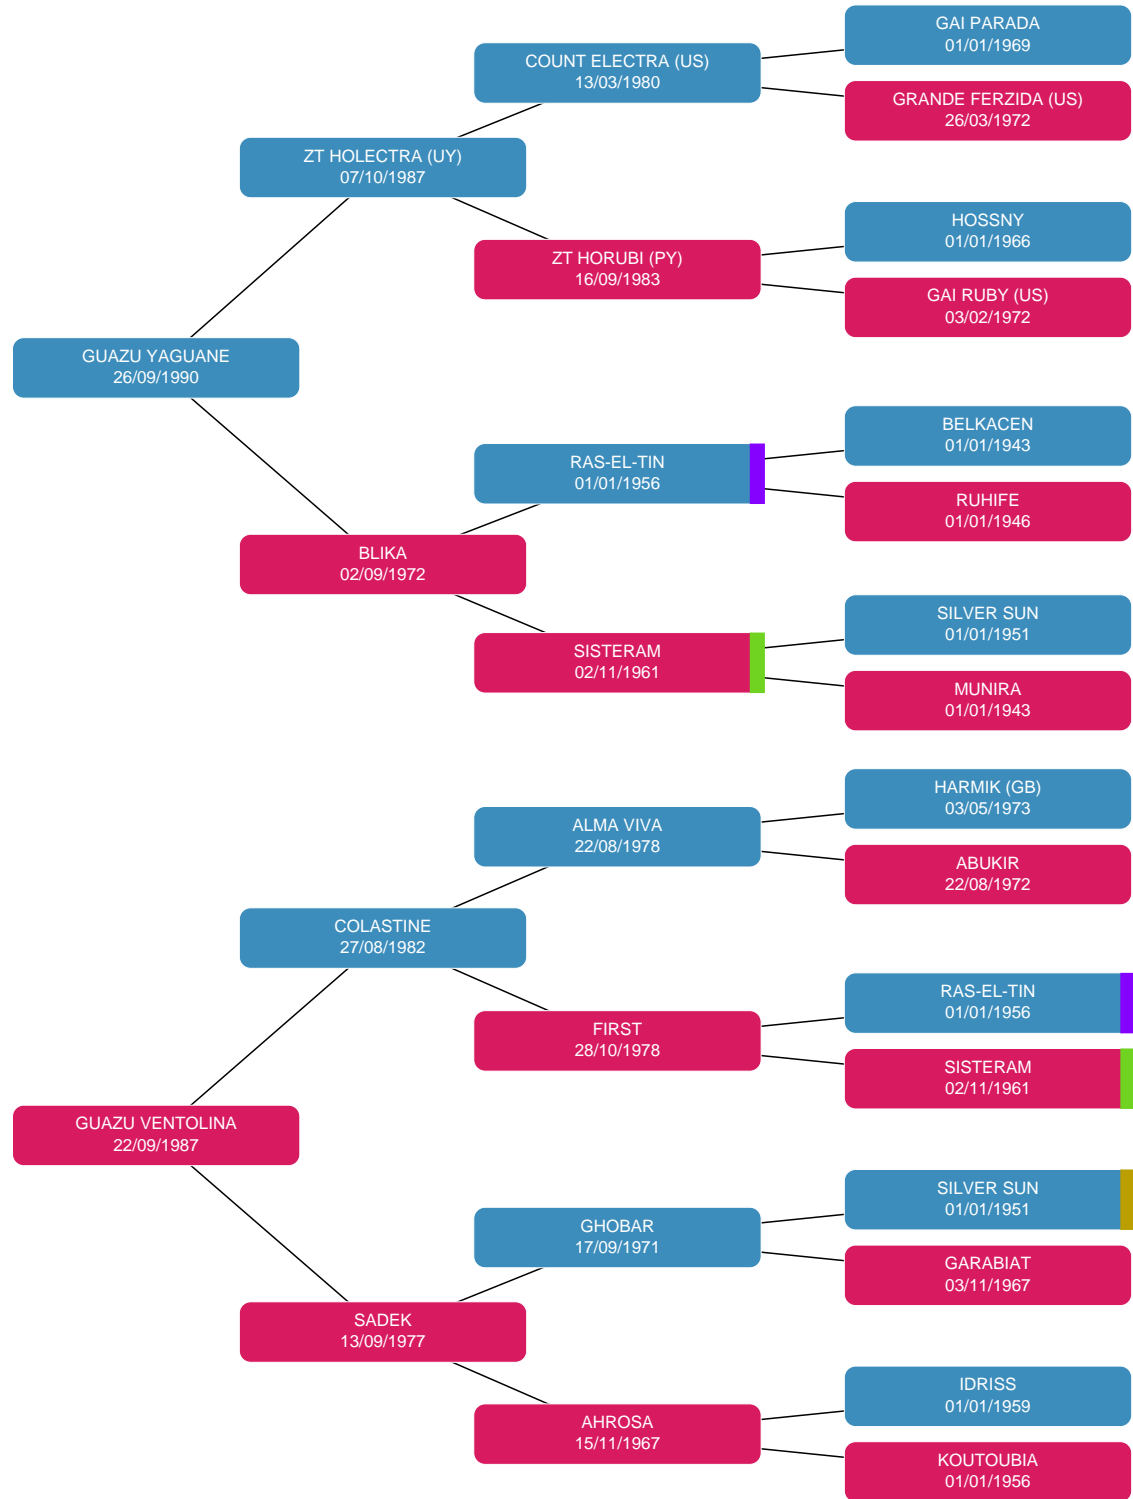 GAI PARADA
01/01/1969
COUNT ELECTRA (US)
13/03/1980
GRANDE FERZIDA (US)
26/03/1972
ZT HOLECTRA (UY)
07/10/1987
HOSSNY
01/01/1966
ZT HORUBI (PY)
16/09/1983
GAI RUBY (US)
03/02/1972
GUAZU YAGUANE
26/09/1990
BELKACEN
01/01/1943
RAS-EL-TIN
01/01/1956
RUHIFE
01/01/1946
BLIKA
02/09/1972
SILVER SUN
01/01/1951
SISTERAM
02/11/1961
MUNIRA
01/01/1943
HARMIK (GB)
03/05/1973
ALMA VIVA
22/08/1978
ABUKIR
22/08/1972
COLASTINE
27/08/1982
RAS-EL-TIN
01/01/1956
FIRST
28/10/1978
SISTERAM
02/11/1961
GUAZU VENTOLINA
22/09/1987
SILVER SUN
01/01/1951
GHOBAR
17/09/1971
GARABIAT
03/11/1967
SADEK
13/09/1977
IDRISS
01/01/1959
AHROSA
15/11/1967
KOUTOUBIA
01/01/1956